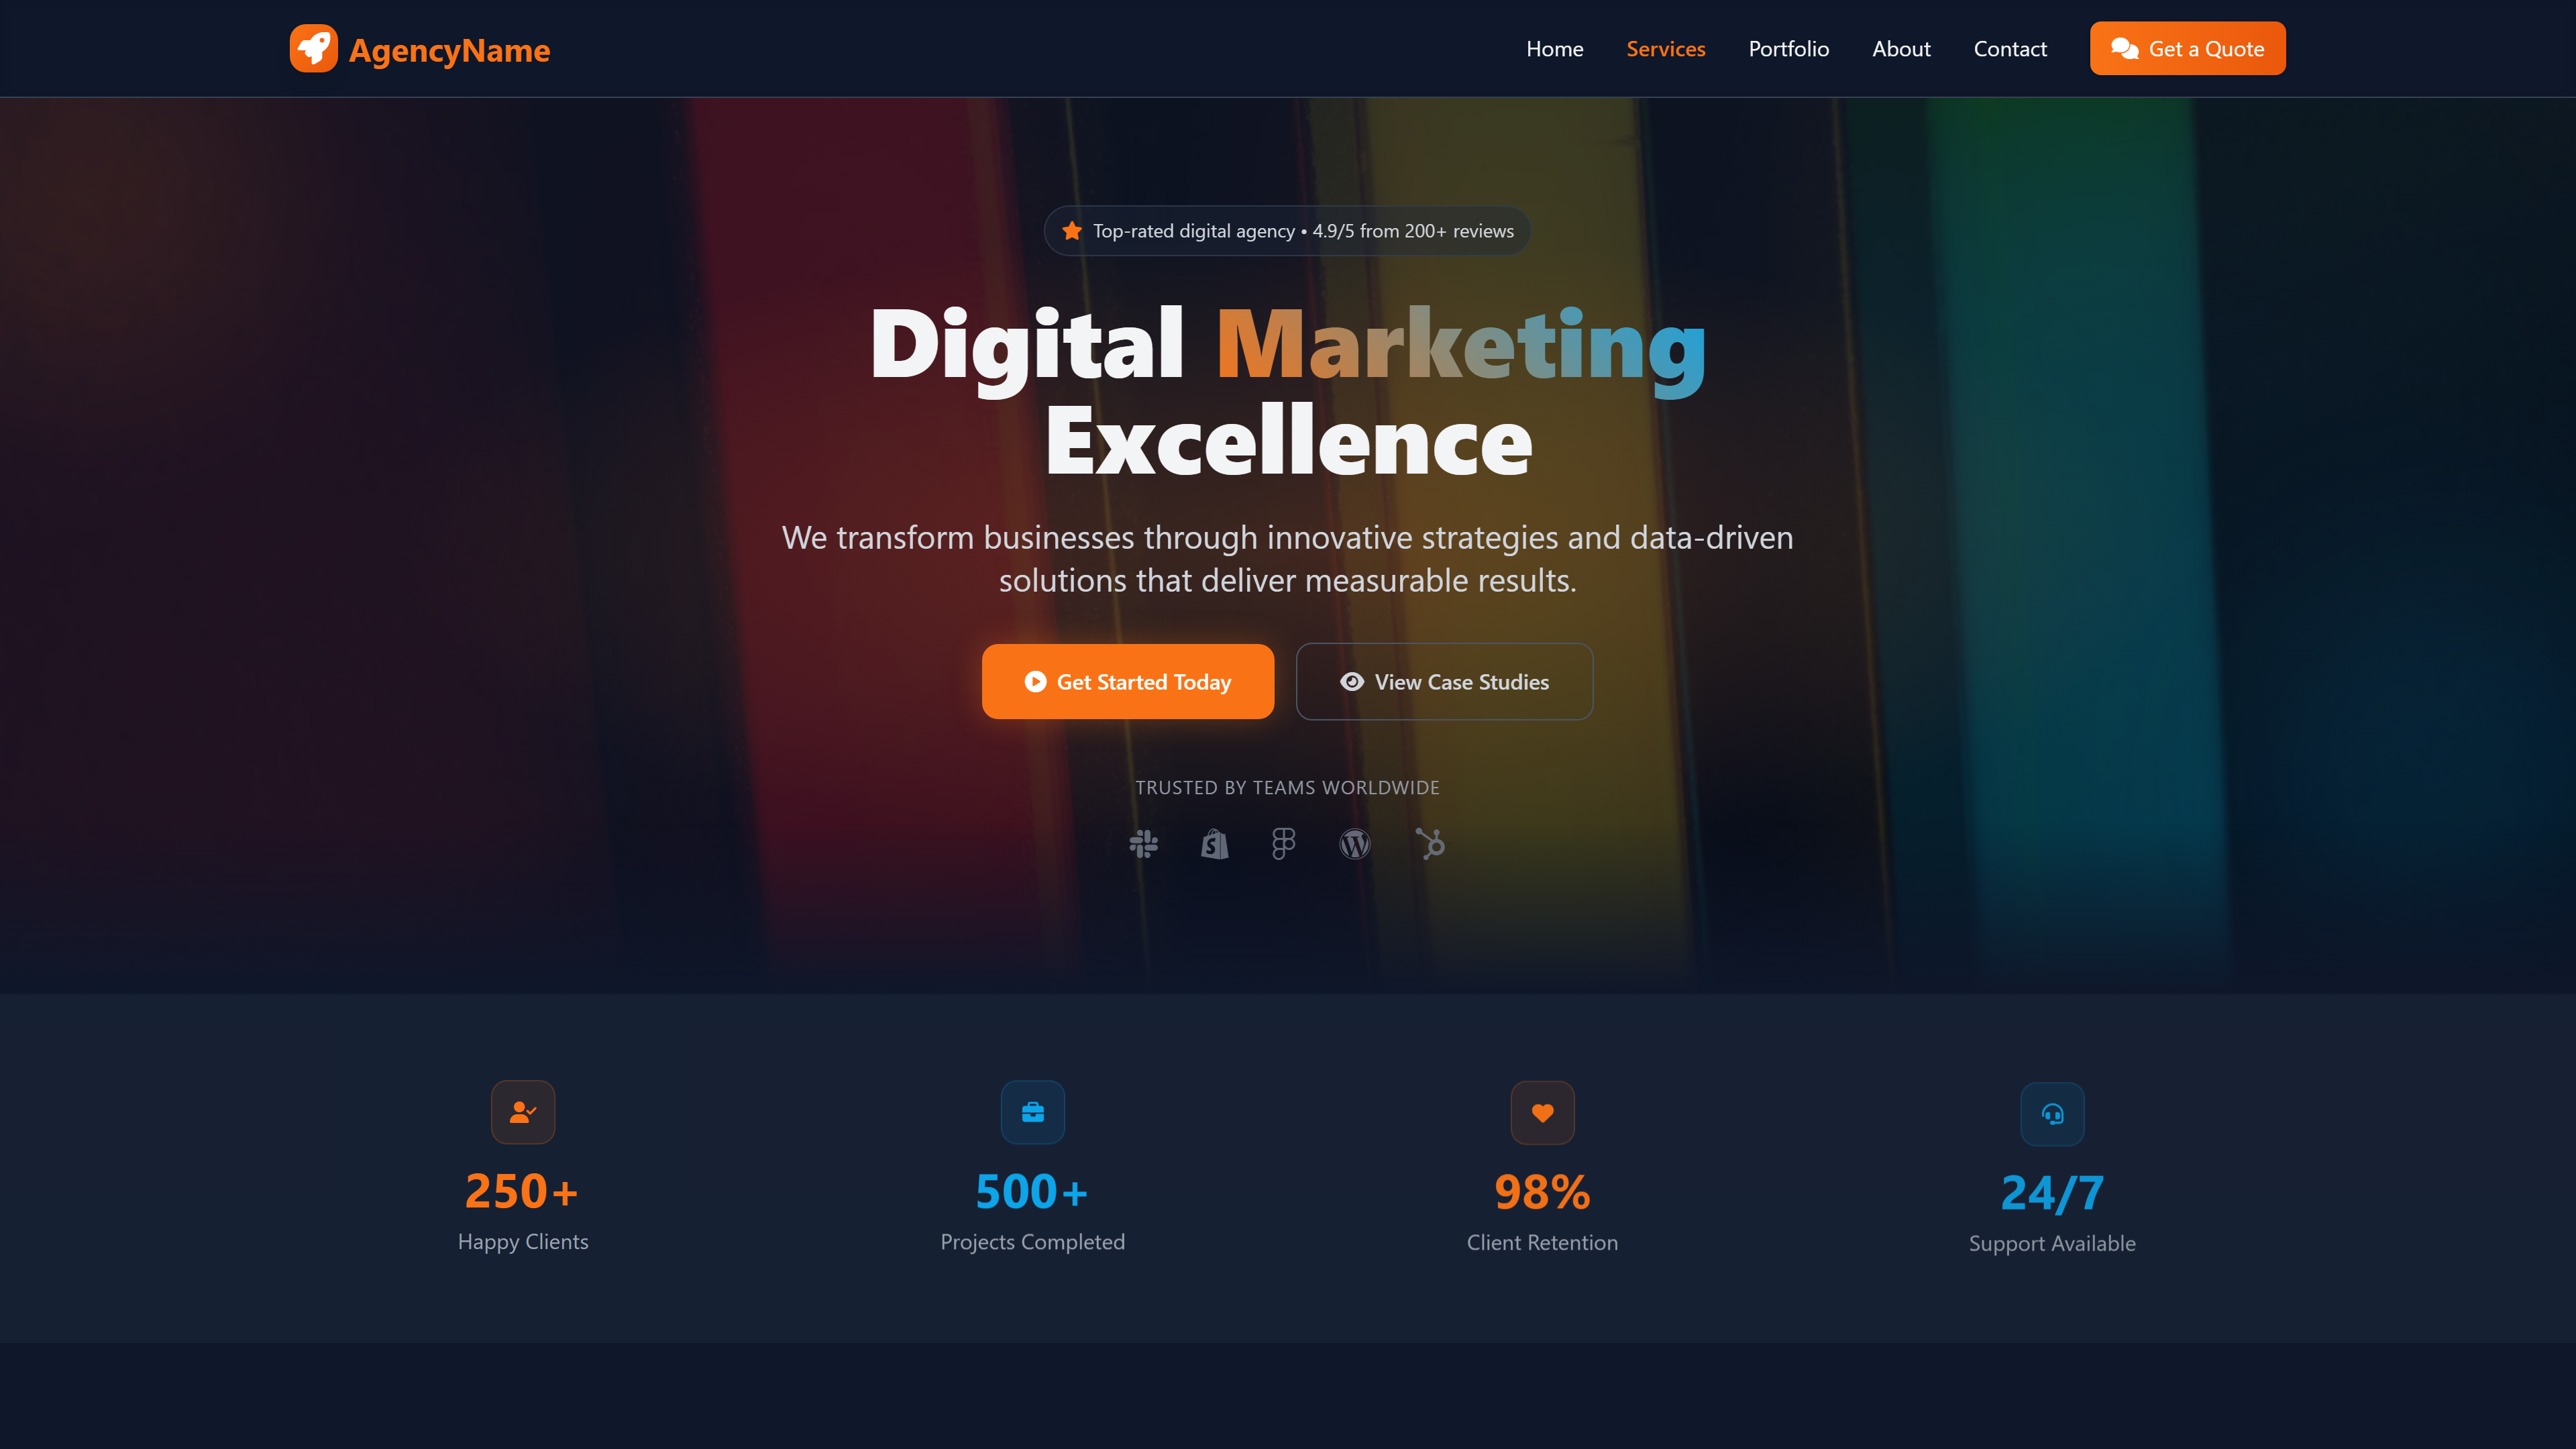 AgencyName
Home
Services
Portfolio
About
Contact
Get a Quote
Top-rated digital agency • 4.9/5 from 200+ reviews
Digital Marketing
Excellence
We transform businesses through innovative strategies and data-driven
solutions that deliver measurable results.
Get Started Today
View Case Studies
TRUSTED BY TEAMS WORLDWIDE
250+
Happy Clients
500+
Projects Completed
98%
Client Retention
24/7
Support Available